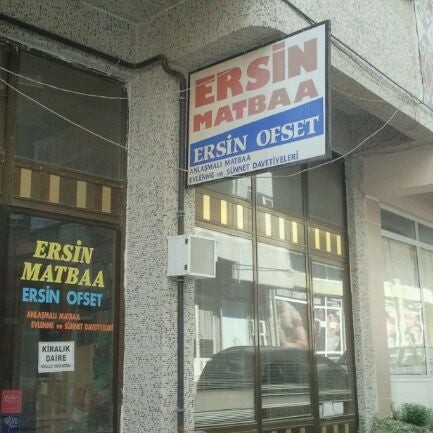 ERSİN
MATBAA
ERSİN OFSET
ANLAŞMALI MATBAA
EVLENME ve SÜNNET DAVETİYELERİ
ERSİN
MATBAA
ERSİN OFSET
ANLAŞMALI MATBAA
EVLENME ve SÜNNET DAVETİYELERİ
KİRALIK
DAİRE